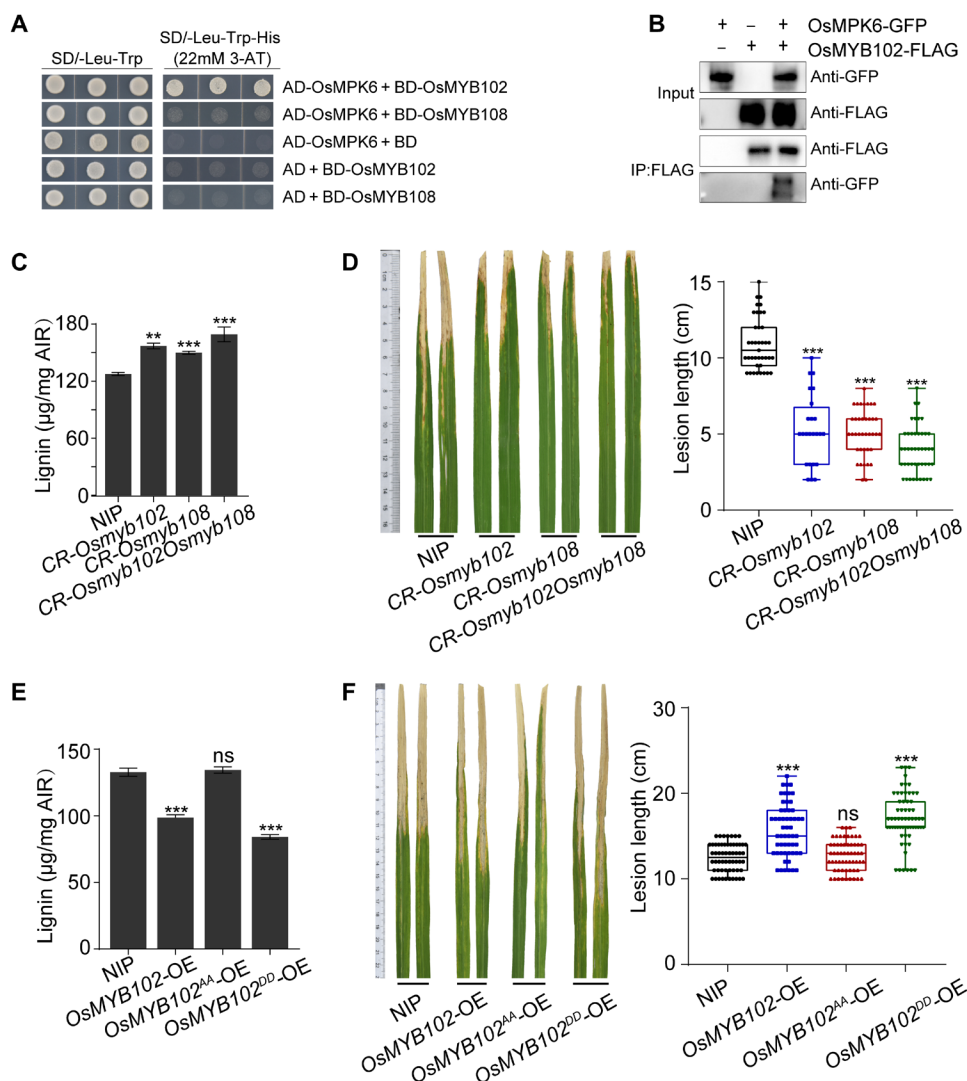 A
SD/-Leu-Trp
SD/-Leu-Trp-His
(22mM 3-AT)
AD-OsMPK6 + BD-OsMYB102
AD-OsMPK6 + BD-OsMYB108
AD-OsMPK6 + BD
AD + BD-OsMYB102
AD + BD-OsMYB108
B
+ – + OsMPK6-GFP
– + + OsMYB102-FLAG
Input
Anti-GFP
Anti-FLAG
IP:FLAG
Anti-FLAG
Anti-GFP
C
Lignin (µg/mg AIR)
180
120
60
0
**
***
***
NIP
CR-Osmyb102
CR-Osmyb108
CR-Osmyb102Osmyb108
D
NIP
CR-Osmyb102
CR-Osmyb108
CR-Osmyb102Osmyb108
Lesion length (cm)
15
10
5
0
***
***
***
NIP
CR-Osmyb102
CR-Osmyb108
CR-Osmyb102Osmyb108
E
Lignin (µg/mg AIR)
150
100
50
0
***
ns
***
NIP
OsMYB102-OE
OsMYB102ᴬᴬ-OE
OsMYB102ᴰᴰ-OE
F
NIP
OsMYB102-OE
OsMYB102ᴬᴬ-OE
OsMYB102ᴰᴰ-OE
Lesion length (cm)
30
20
10
0
***
ns
***
NIP
OsMYB102-OE
OsMYB102ᴬᴬ-OE
OsMYB102ᴰᴰ-OE